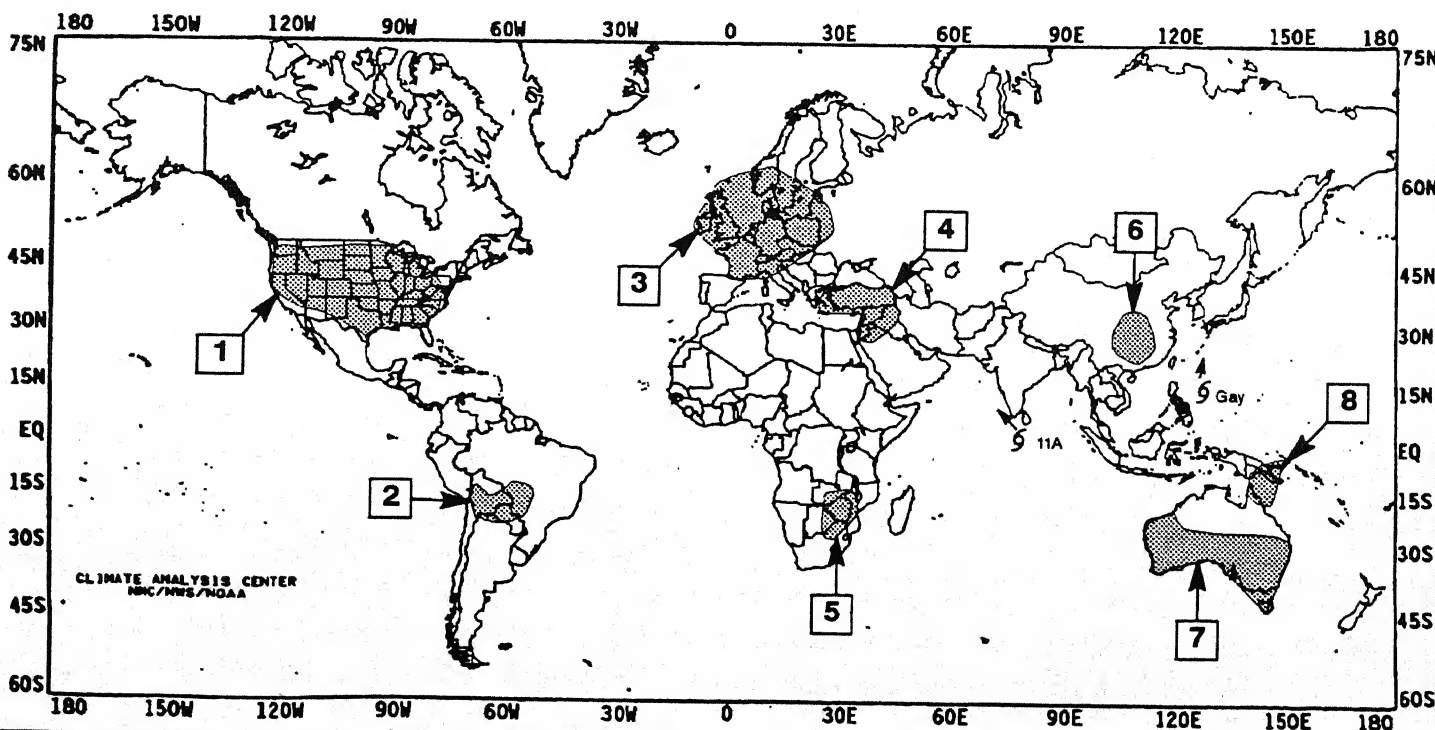 180 150W 120W 90W 60W 30W 0 30E 60E 90E 120E 150E 180
75N 75N
60N 60N
4 6
3
45N 45N
30N 30N
1
15N Gay 15N
8
EQ 11A EQ
2
15S 15S
30S 30S
CLIMATE ANALYSIS CENTER
NMC/NWS/NOAA
45S 5 45S
7
60S 60S
180 150W 120W 90W 60W 30W 0 30E 60E 90E 120E 150E 180